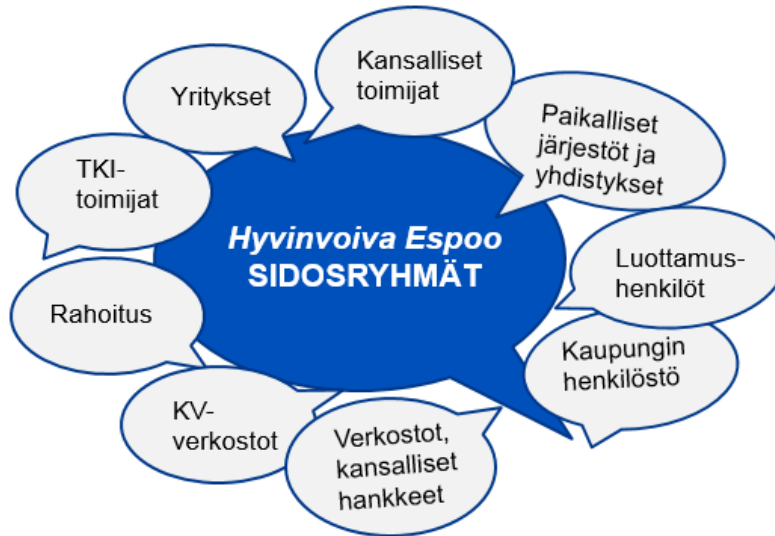 Kansalliset
toimijat
Yritykset
Paikalliset
järjestöt ja
yhdistykset
TKI-
toimijat
Hyvinvoiva Espoo
SIDOSRYHMÄT
Luottamus-
henkilöt
Rahoitus
Kaupungin
henkilöstö
KV-
verkostot
Verkostot,
kansalliset
hankkeet